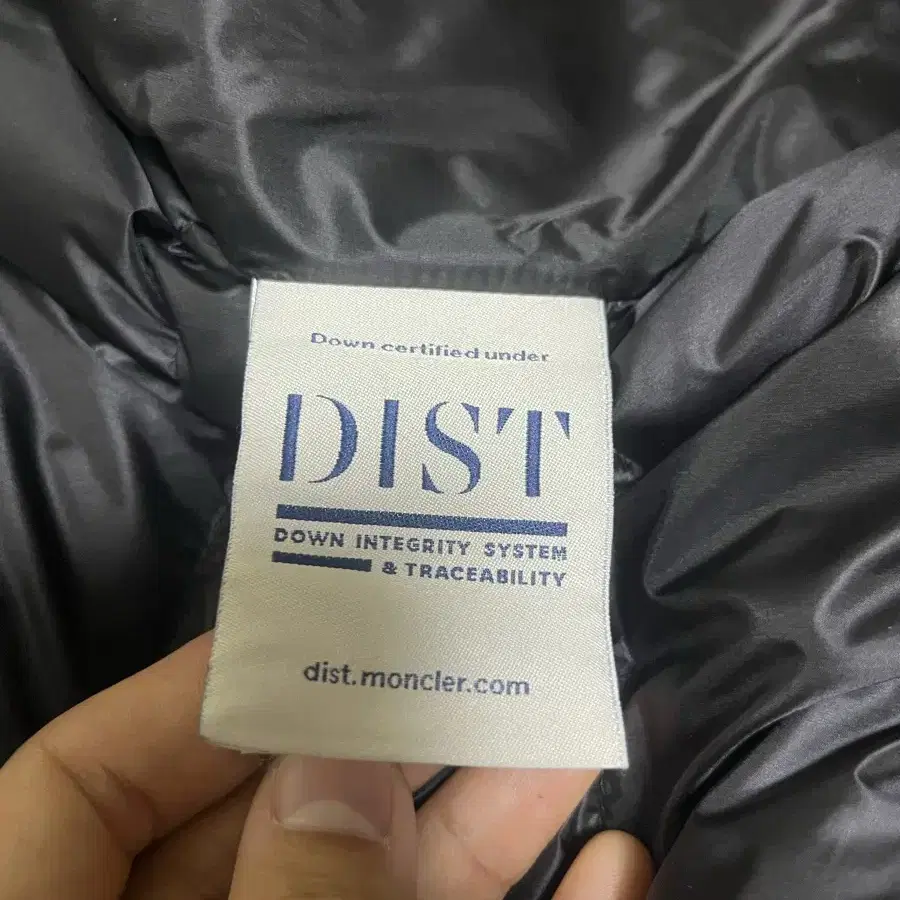 Down certified under
DIST
DOWN INTEGRITY SYSTEM
& TRACEABILITY
dist.moncler.com